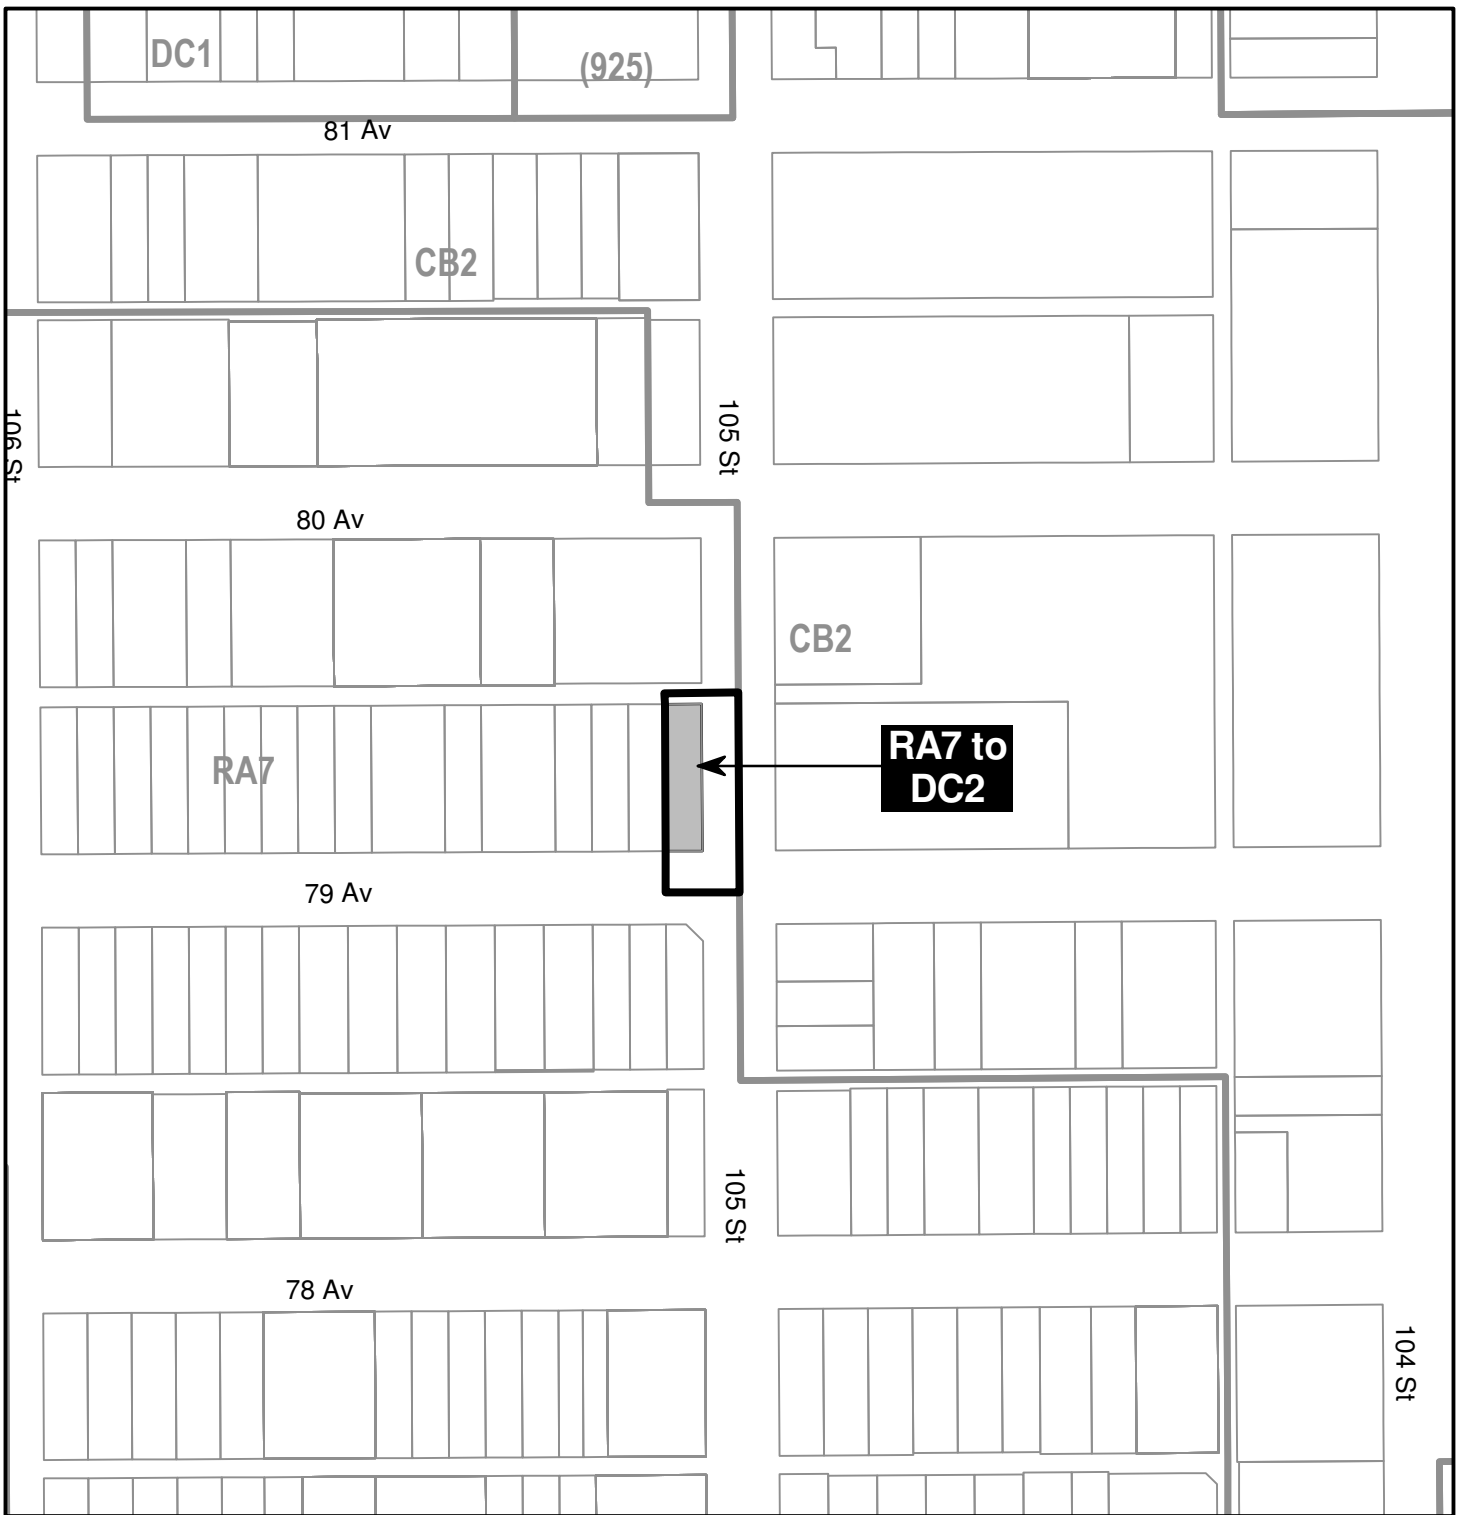 DC1
(925)
81 Av
CB2
106 St
105 St
80 Av
CB2
RA7
RA7 to
DC2
79 Av
105 St
78 Av
104 St